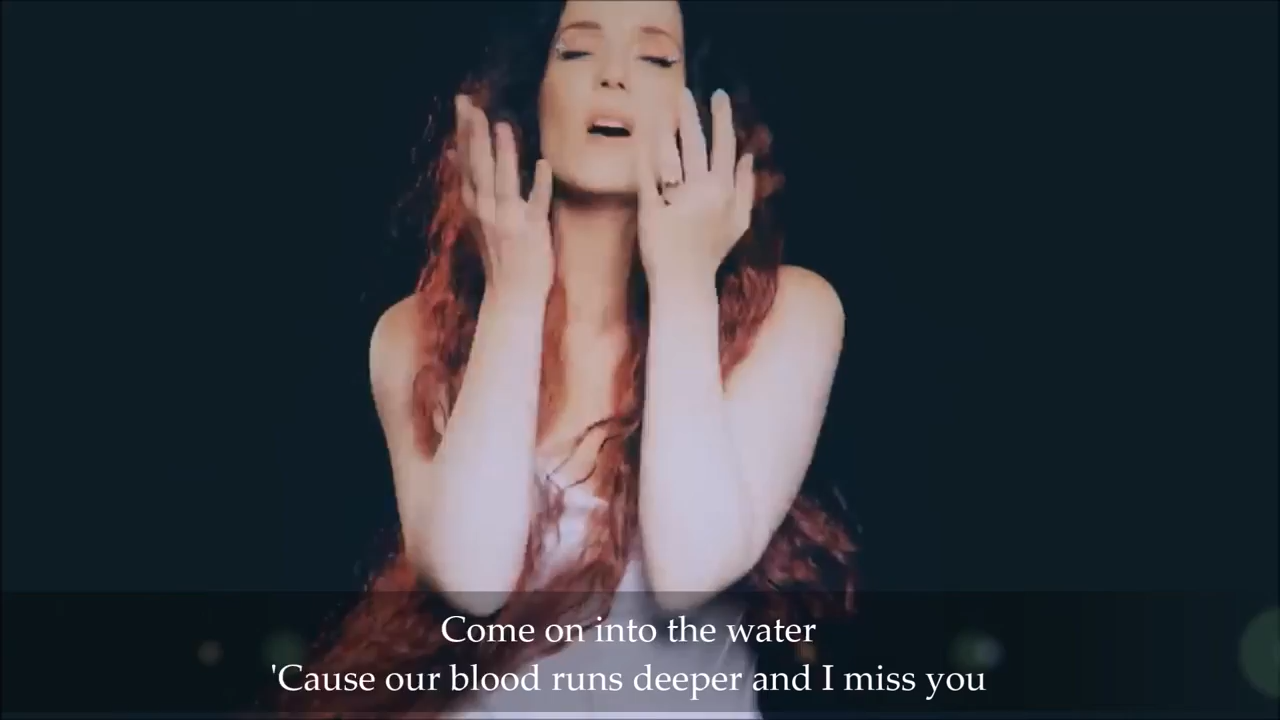 Come on into the water
'Cause our blood runs deeper and I miss you